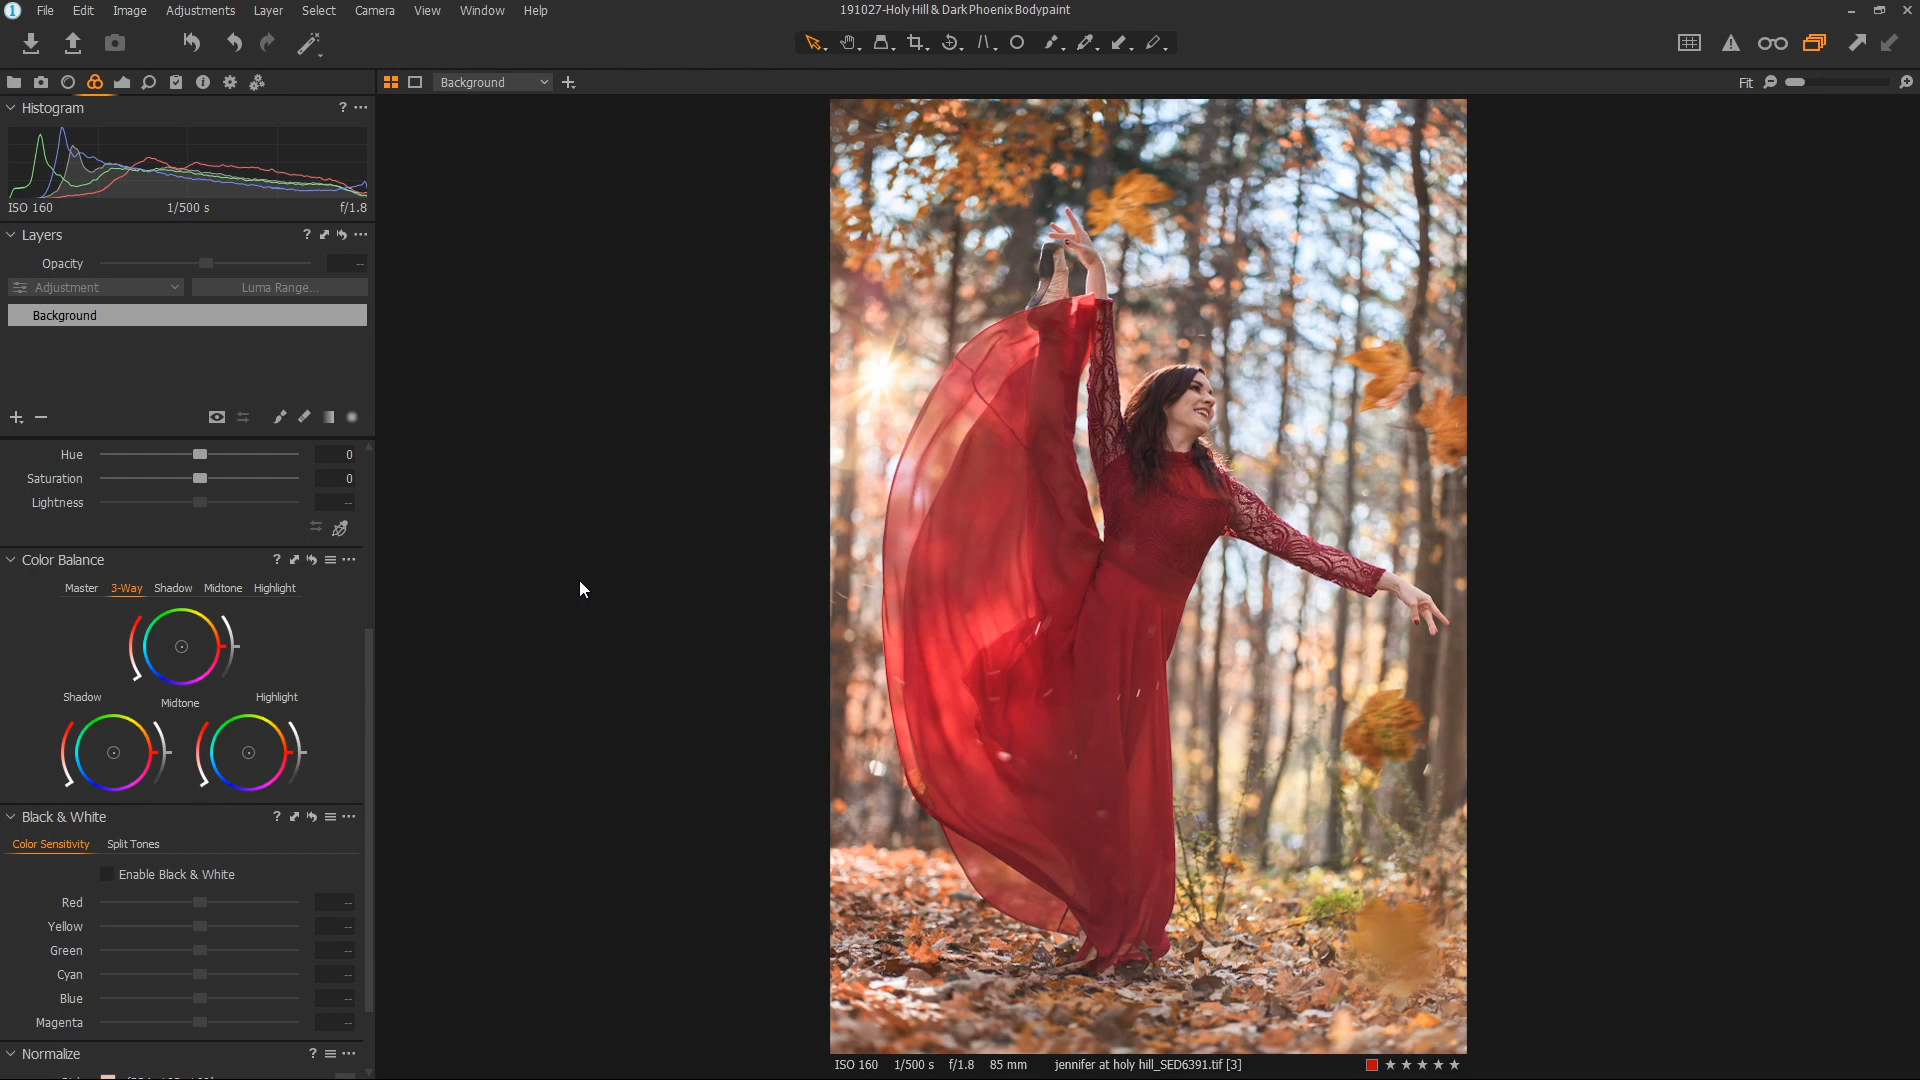 1 File Edit Image Adjustments Layer Select Camera View Window Help
191027-Holy Hill & Dark Phoenix Bodypaint
Background
Fit
Histogram ?
ISO 160 1/500 s f/1.8
Layers ?
Opacity --
Adjustment Luma Range...
Background
Hue 0
Saturation 0
Lightness --
Color Balance ?
Master 3-Way Shadow Midtone Highlight
Shadow Midtone Highlight
Black & White ?
Color Sensitivity Split Tones
Enable Black & White
Red --
Yellow --
Green --
Cyan --
Blue --
Magenta --
Normalize ?
ISO 160 1/500 s f/1.8 85 mm jennifer at holy hill_SED6391.tif [3]